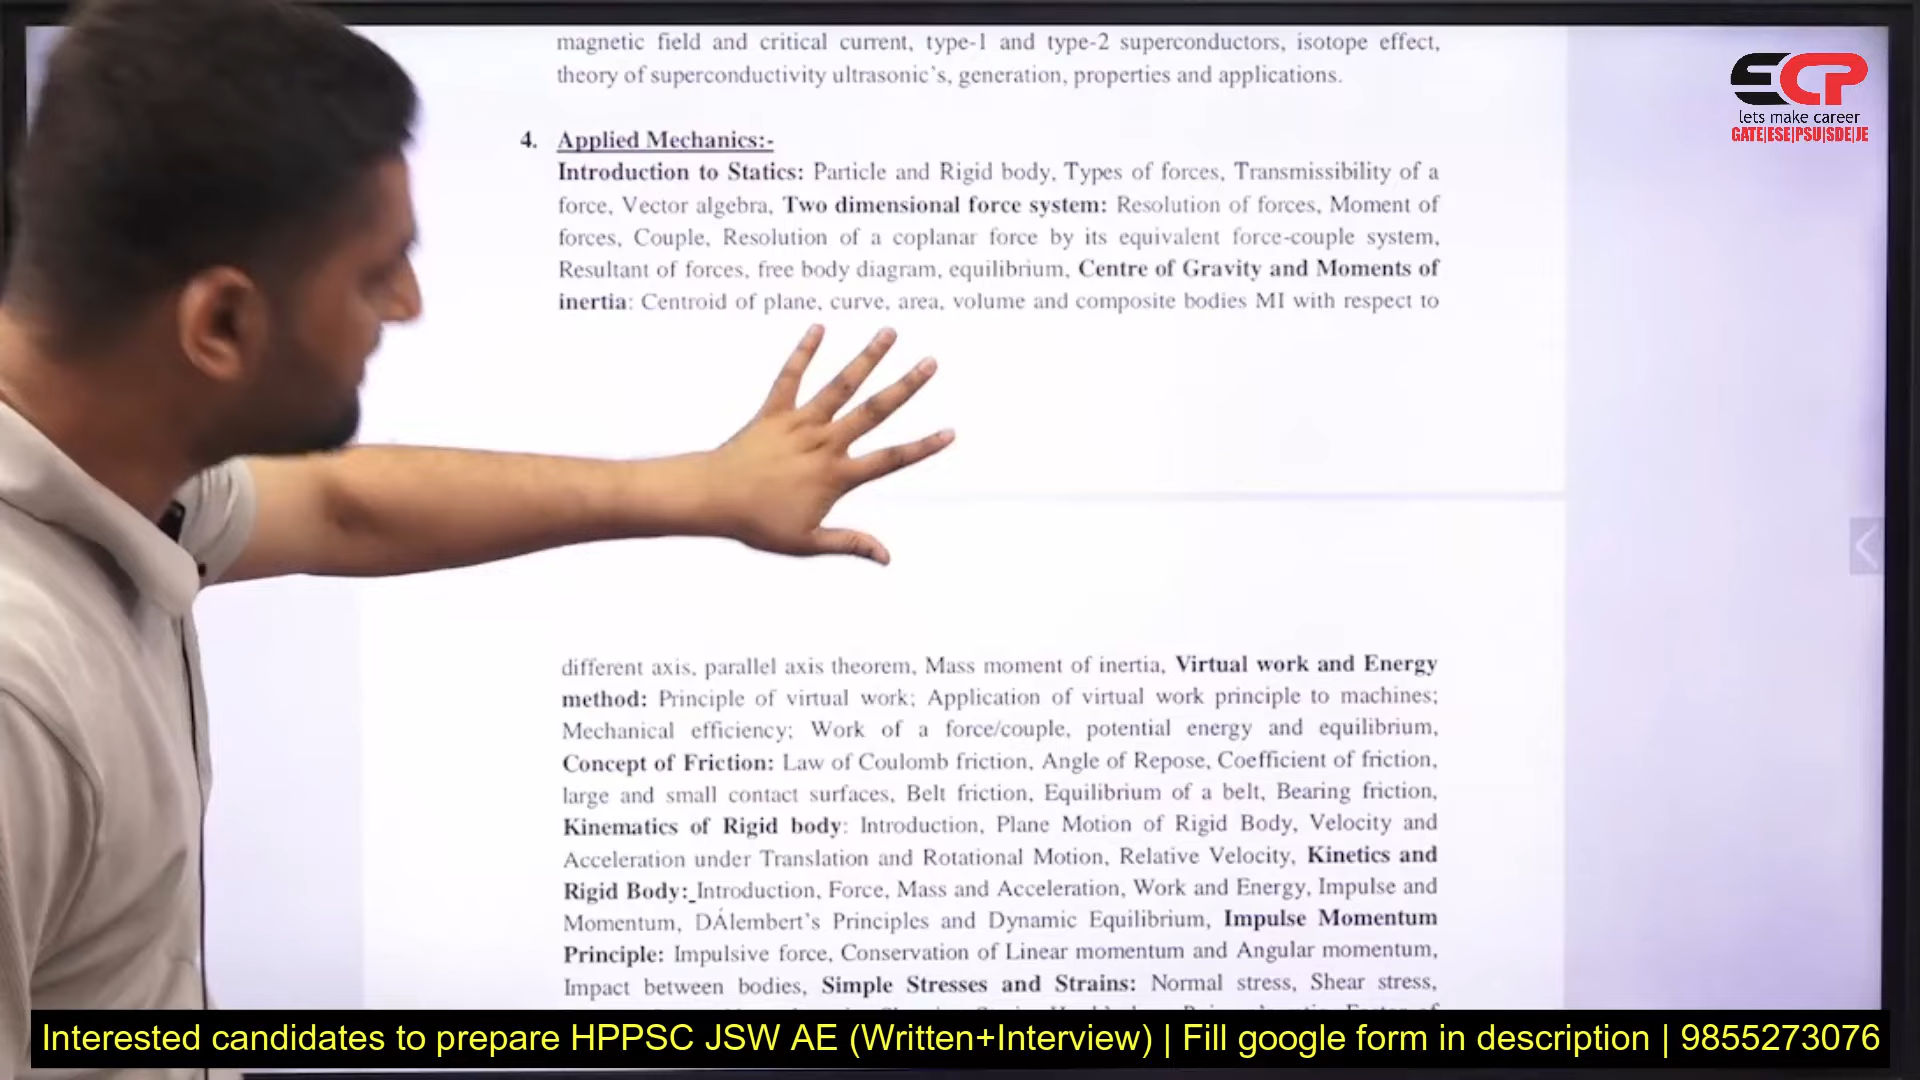 magnetic field and critical current, type-1 and type-2 superconductors, isotope effect,
theory of superconductivity ultrasonic's, generation, properties and applications.
ECP
lets make career
GATE|ESE|PSU|SDE|JE
4. Applied Mechanics:-
Introduction to Statics: Particle and Rigid body, Types of forces, Transmissibility of a
force, Vector algebra, Two dimensional force system: Resolution of forces, Moment of
forces, Couple, Resolution of a coplanar force by its equivalent force-couple system,
Resultant of forces, free body diagram, equilibrium, Centre of Gravity and Moments of
inertia: Centroid of plane, curve, area, volume and composite bodies MI with respect to
different axis, parallel axis theorem, Mass moment of inertia, Virtual work and Energy
method: Principle of virtual work; Application of virtual work principle to machines;
Mechanical efficiency; Work of a force/couple, potential energy and equilibrium,
Concept of Friction: Law of Coulomb friction, Angle of Repose, Coefficient of friction,
large and small contact surfaces, Belt friction, Equilibrium of a belt, Bearing friction,
Kinematics of Rigid body: Introduction, Plane Motion of Rigid Body, Velocity and
Acceleration under Translation and Rotational Motion, Relative Velocity, Kinetics and
Rigid Body: Introduction, Force, Mass and Acceleration, Work and Energy, Impulse and
Momentum, DÁlembert's Principles and Dynamic Equilibrium, Impulse Momentum
Principle: Impulsive force, Conservation of Linear momentum and Angular momentum,
Impact between bodies, Simple Stresses and Strains: Normal stress, Shear stress,
Interested candidates to prepare HPPSC JSW AE (Written+Interview) | Fill google form in description | 9855273076